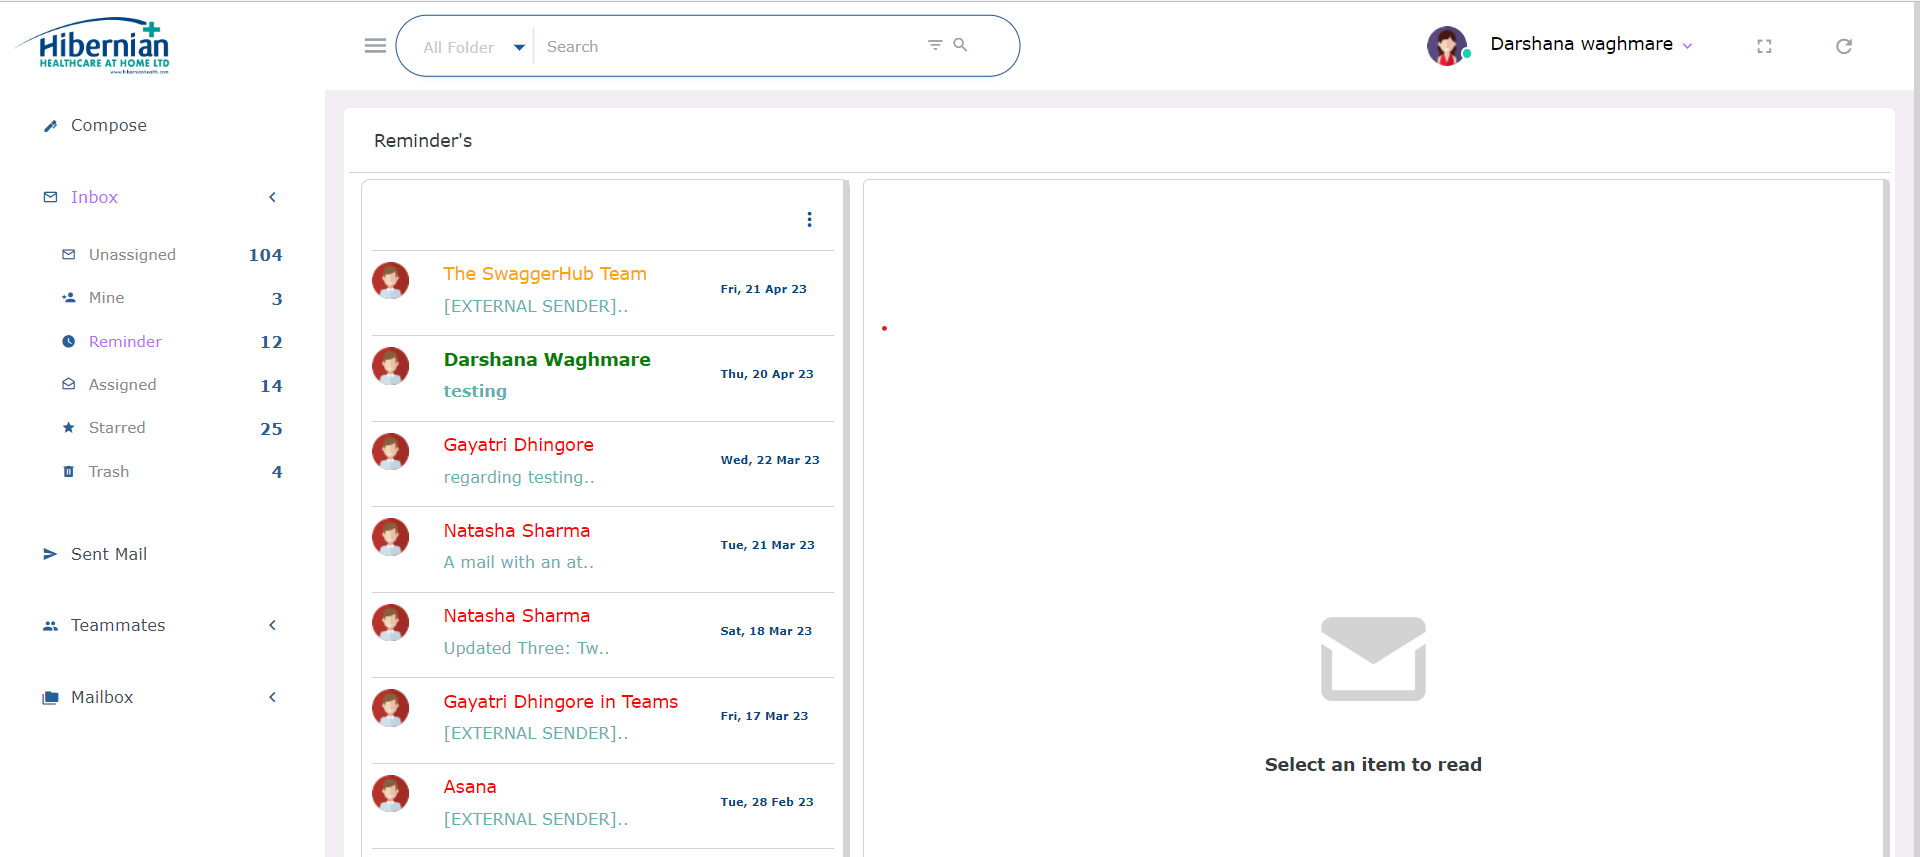 Hibernian
HEALTHCARE AT HOME LTD
www.hibernianhealth.com
All Folder
Search
Darshana waghmare
Compose
Inbox
Unassigned 104
Mine 3
Reminder 12
Assigned 14
Starred 25
Trash 4
Sent Mail
Teammates
Mailbox
Reminder's
The SwaggerHub Team
Fri, 21 Apr 23
[EXTERNAL SENDER]..
Darshana Waghmare
Thu, 20 Apr 23
testing
Gayatri Dhingore
Wed, 22 Mar 23
regarding testing..
Natasha Sharma
Tue, 21 Mar 23
A mail with an at..
Natasha Sharma
Sat, 18 Mar 23
Updated Three: Tw..
Gayatri Dhingore in Teams
Fri, 17 Mar 23
[EXTERNAL SENDER]..
Asana
Tue, 28 Feb 23
[EXTERNAL SENDER]..
Select an item to read